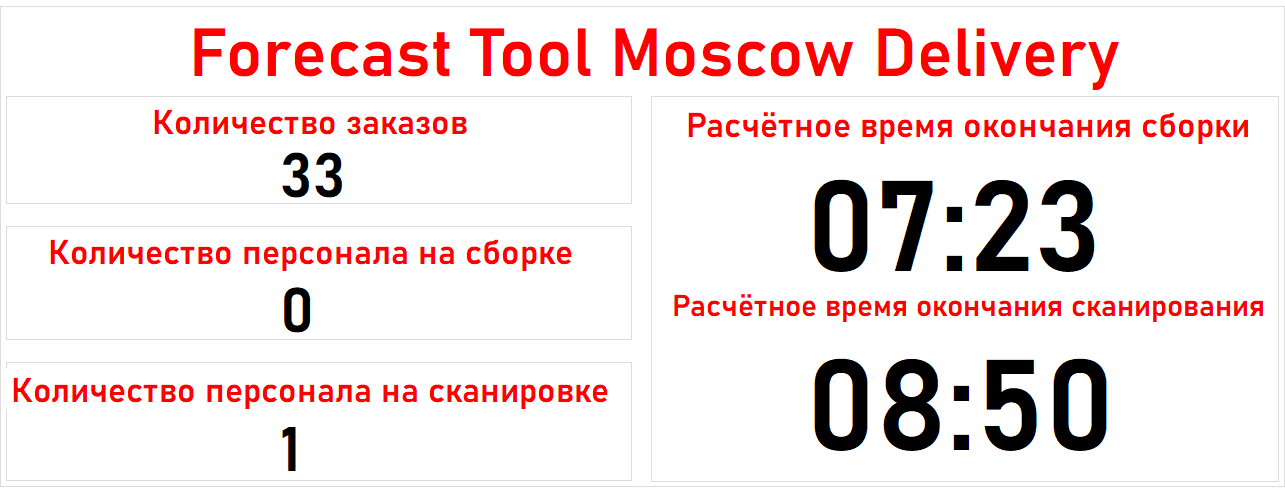 Forecast Tool Moscow Delivery
Количество заказов
33
Количество персонала на сборке
0
Количество персонала на сканировке
1
Расчётное время окончания сборки
07:23
Расчётное время окончания сканирования
08:50